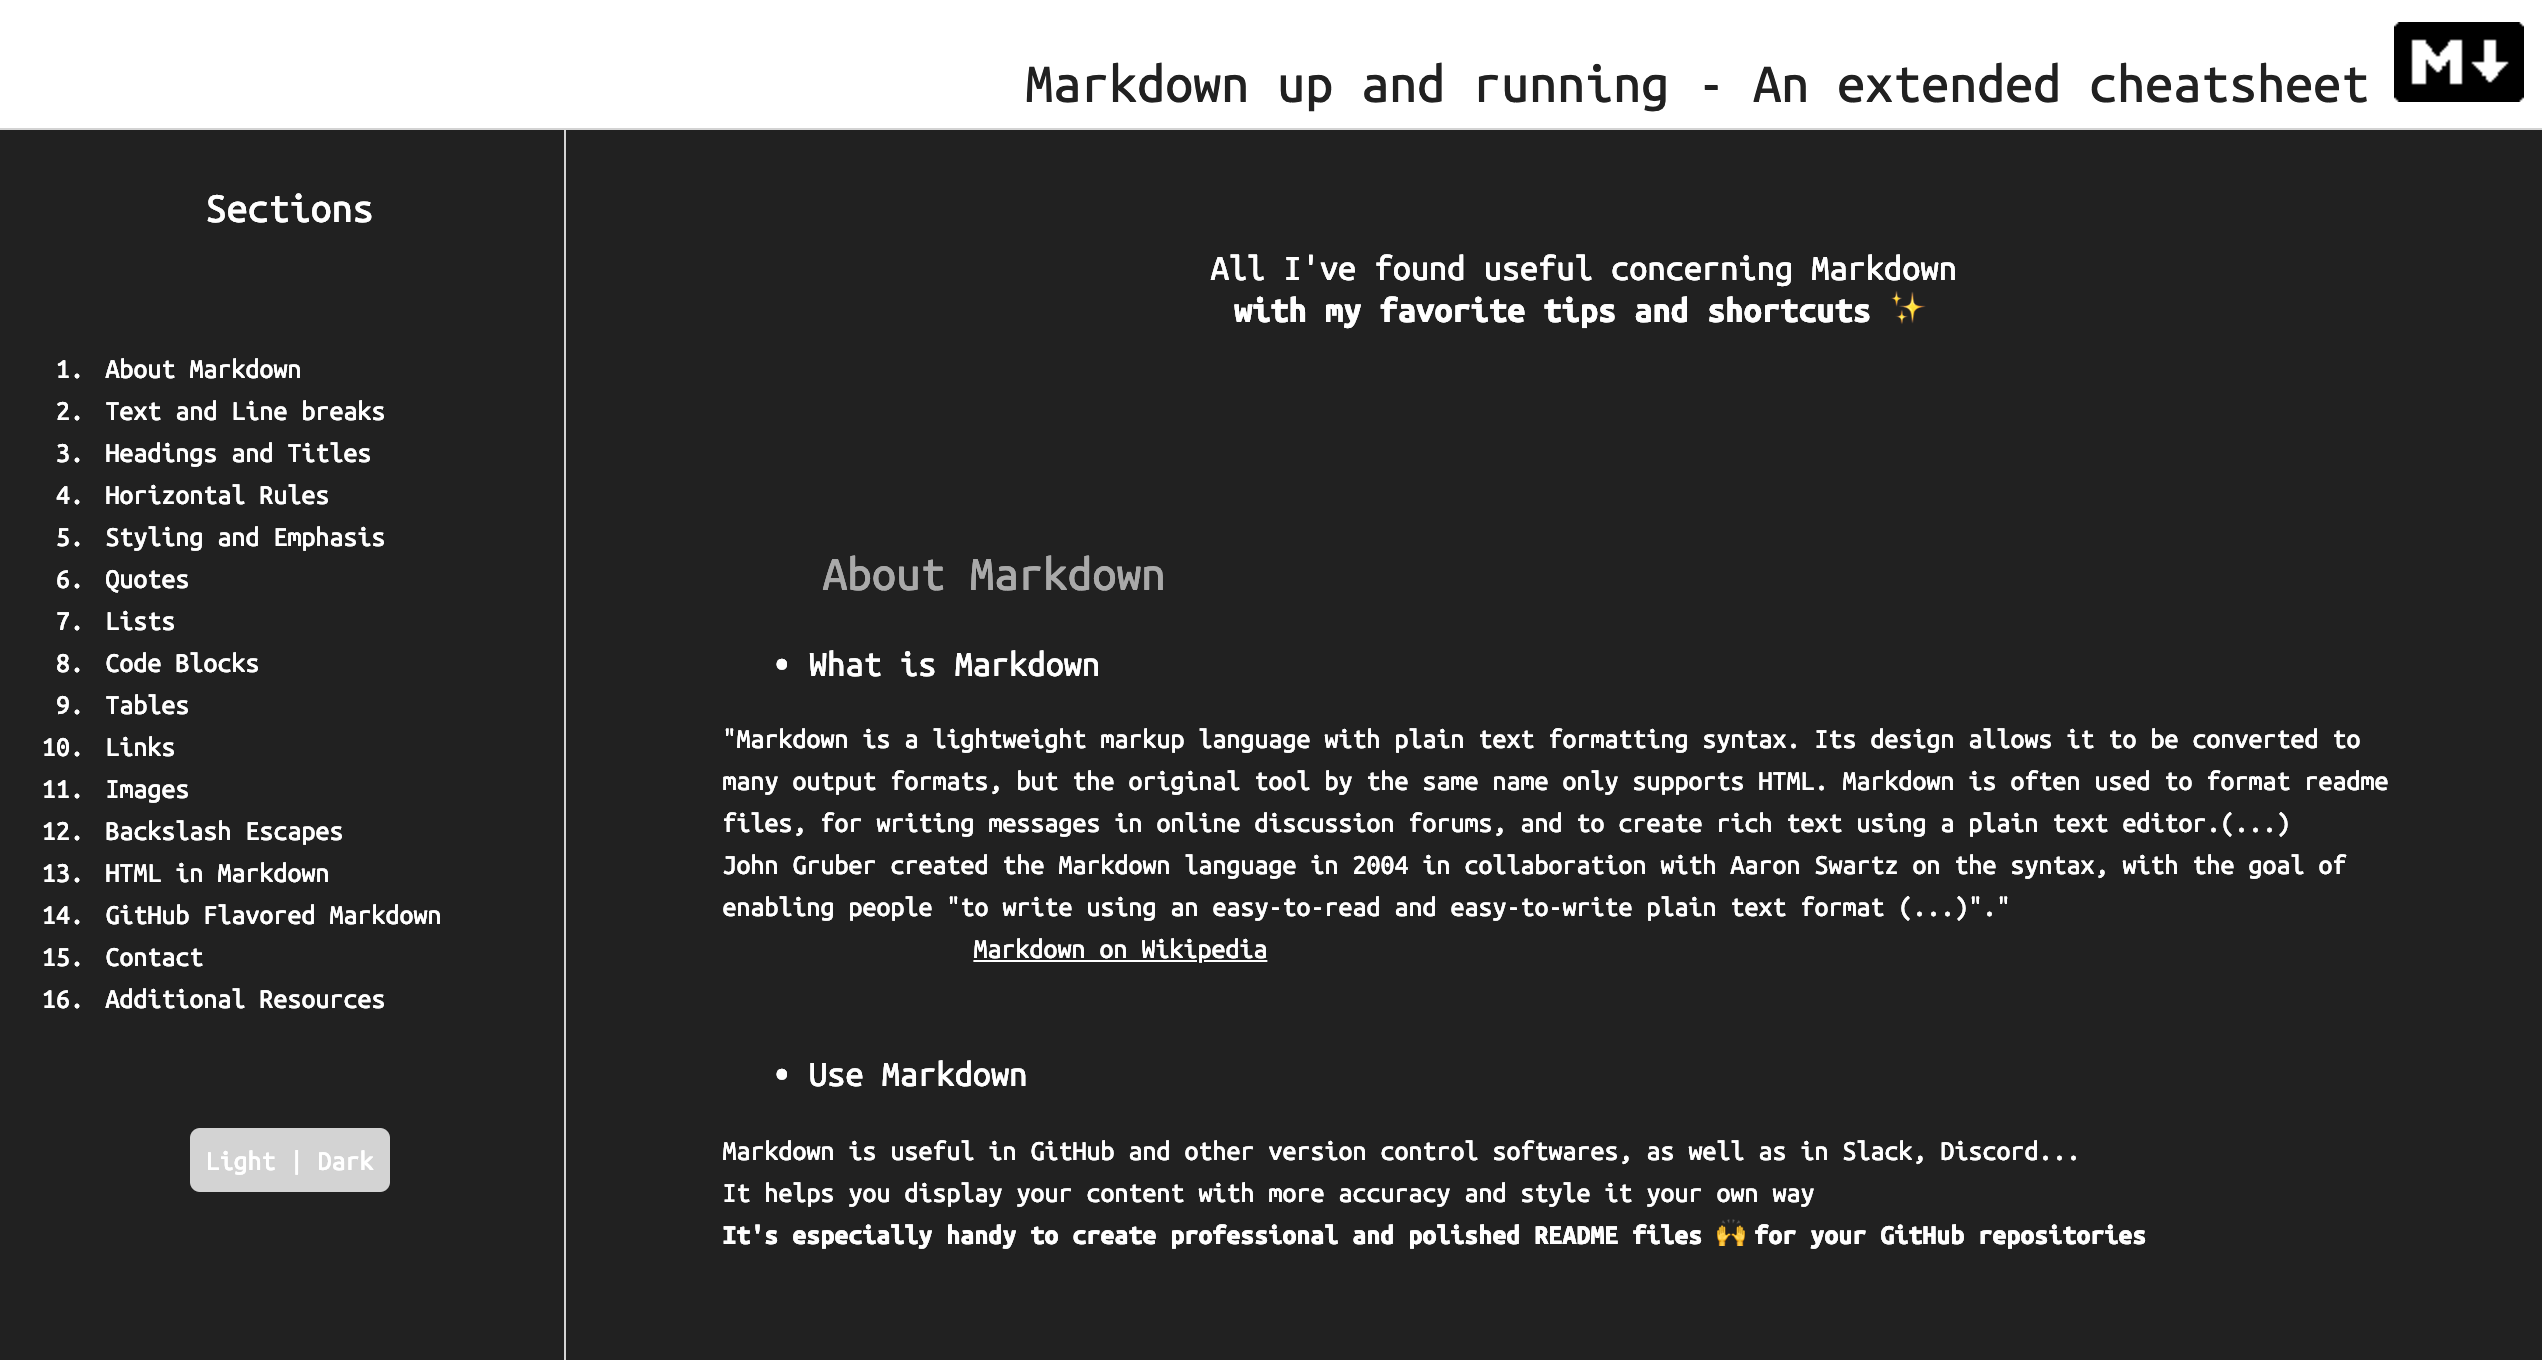 Markdown up and running - An extended cheatsheet
M↓
Sections
1. About Markdown
2. Text and Line breaks
3. Headings and Titles
4. Horizontal Rules
5. Styling and Emphasis
6. Quotes
7. Lists
8. Code Blocks
9. Tables
10. Links
11. Images
12. Backslash Escapes
13. HTML in Markdown
14. GitHub Flavored Markdown
15. Contact
16. Additional Resources
Light | Dark
All I've found useful concerning Markdown
with my favorite tips and shortcuts ✨
About Markdown
• What is Markdown
"Markdown is a lightweight markup language with plain text formatting syntax. Its design allows it to be converted to
many output formats, but the original tool by the same name only supports HTML. Markdown is often used to format readme
files, for writing messages in online discussion forums, and to create rich text using a plain text editor.(...)
John Gruber created the Markdown language in 2004 in collaboration with Aaron Swartz on the syntax, with the goal of
enabling people "to write using an easy-to-read and easy-to-write plain text format (...)"."
Markdown on Wikipedia
• Use Markdown
Markdown is useful in GitHub and other version control softwares, as well as in Slack, Discord...
It helps you display your content with more accuracy and style it your own way
It's especially handy to create professional and polished README files 🙌 for your GitHub repositories